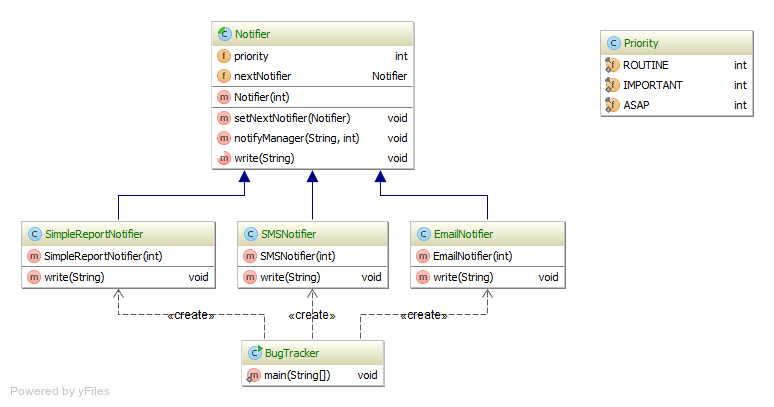 Notifier
priority int
nextNotifier Notifier
Notifier(int)
setNextNotifier(Notifier) void
notifyManager(String, int) void
write(String) void
Priority
ROUTINE int
IMPORTANT int
ASAP int
SimpleReportNotifier
SimpleReportNotifier(int)
write(String) void
SMSNotifier
SMSNotifier(int)
write(String) void
EmailNotifier
EmailNotifier(int)
write(String) void
«create» «create» «create»
BugTracker
main(String[]) void
Powered by yFiles